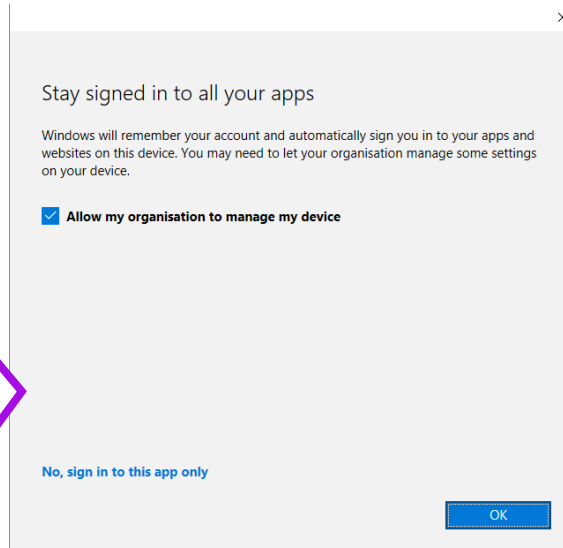 Stay signed in to all your apps
Windows will remember your account and automatically sign you in to your apps and
websites on this device. You may need to let your organisation manage some settings
on your device.
Allow my organisation to manage my device
No, sign in to this app only
OK